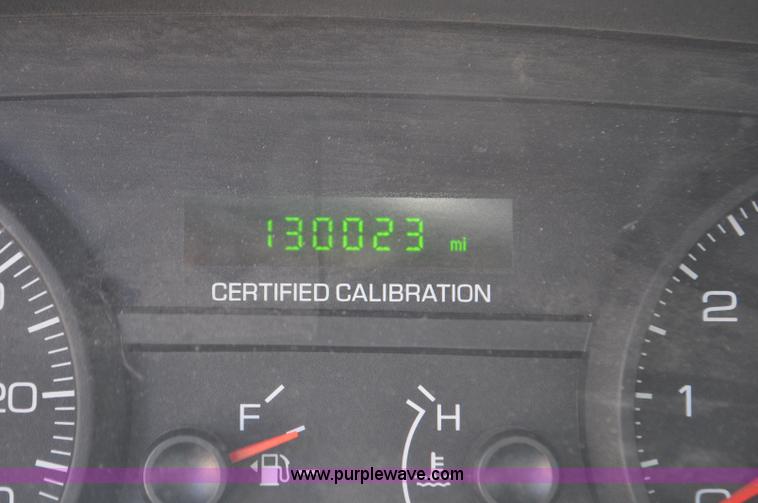 130023 mi
CERTIFIED CALIBRATION
2
20
1
F
H
www.purplewave.com